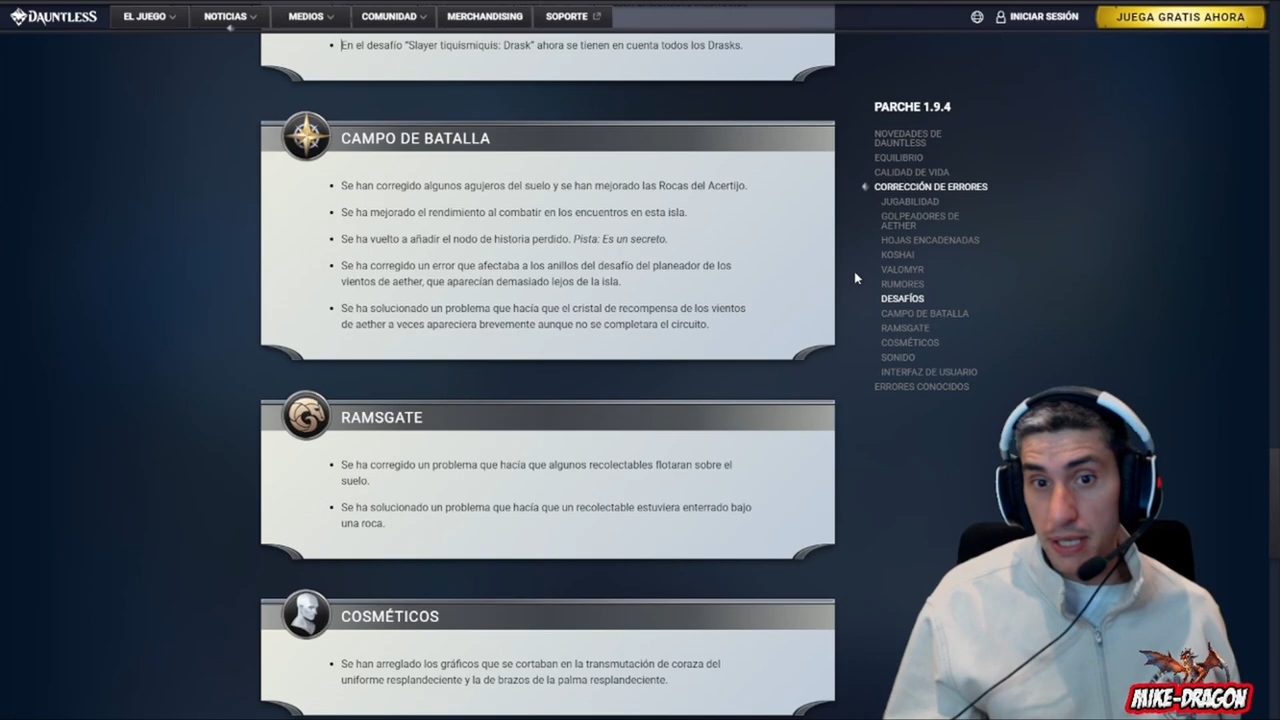 DAUNTLESS
EL JUEGO
NOTICIAS
MEDIOS
COMUNIDAD
MERCHANDISING
SOPORTE
INICIAR SESIÓN
JUEGA GRATIS AHORA
• En el desafío "Slayer tiquismiquis: Drask" ahora se tienen en cuenta todos los Drasks.
CAMPO DE BATALLA
• Se han corregido algunos agujeros del suelo y se han mejorado las Rocas del Acertijo.
• Se ha mejorado el rendimiento al combatir en los encuentros en esta isla.
• Se ha vuelto a añadir el nodo de historia perdido. Pista: Es un secreto.
• Se ha corregido un error que afectaba a los anillos del desafío del planeador de los
vientos de aether, que aparecían demasiado lejos de la isla.
• Se ha solucionado un problema que hacía que el cristal de recompensa de los vientos
de aether a veces apareciera brevemente aunque no se completara el circuito.
RAMSGATE
• Se ha corregido un problema que hacía que algunos recolectables flotaran sobre el
suelo.
• Se ha solucionado un problema que hacía que un recolectable estuviera enterrado bajo
una roca.
COSMÉTICOS
• Se han arreglado los gráficos que se cortaban en la transmutación de coraza del
uniforme resplandeciente y la de brazos de la palma resplandeciente.
PARCHE 1.9.4
NOVEDADES DE
DAUNTLESS
EQUILIBRIO
CALIDAD DE VIDA
CORRECCIÓN DE ERRORES
JUGABILIDAD
GOLPEADORES DE
AETHER
HOJAS ENCADENADAS
KOSHAI
VALOMYR
RUMORES
DESAFÍOS
CAMPO DE BATALLA
RAMSGATE
COSMÉTICOS
SONIDO
INTERFAZ DE USUARIO
ERRORES CONOCIDOS
MIKE-DRAGON